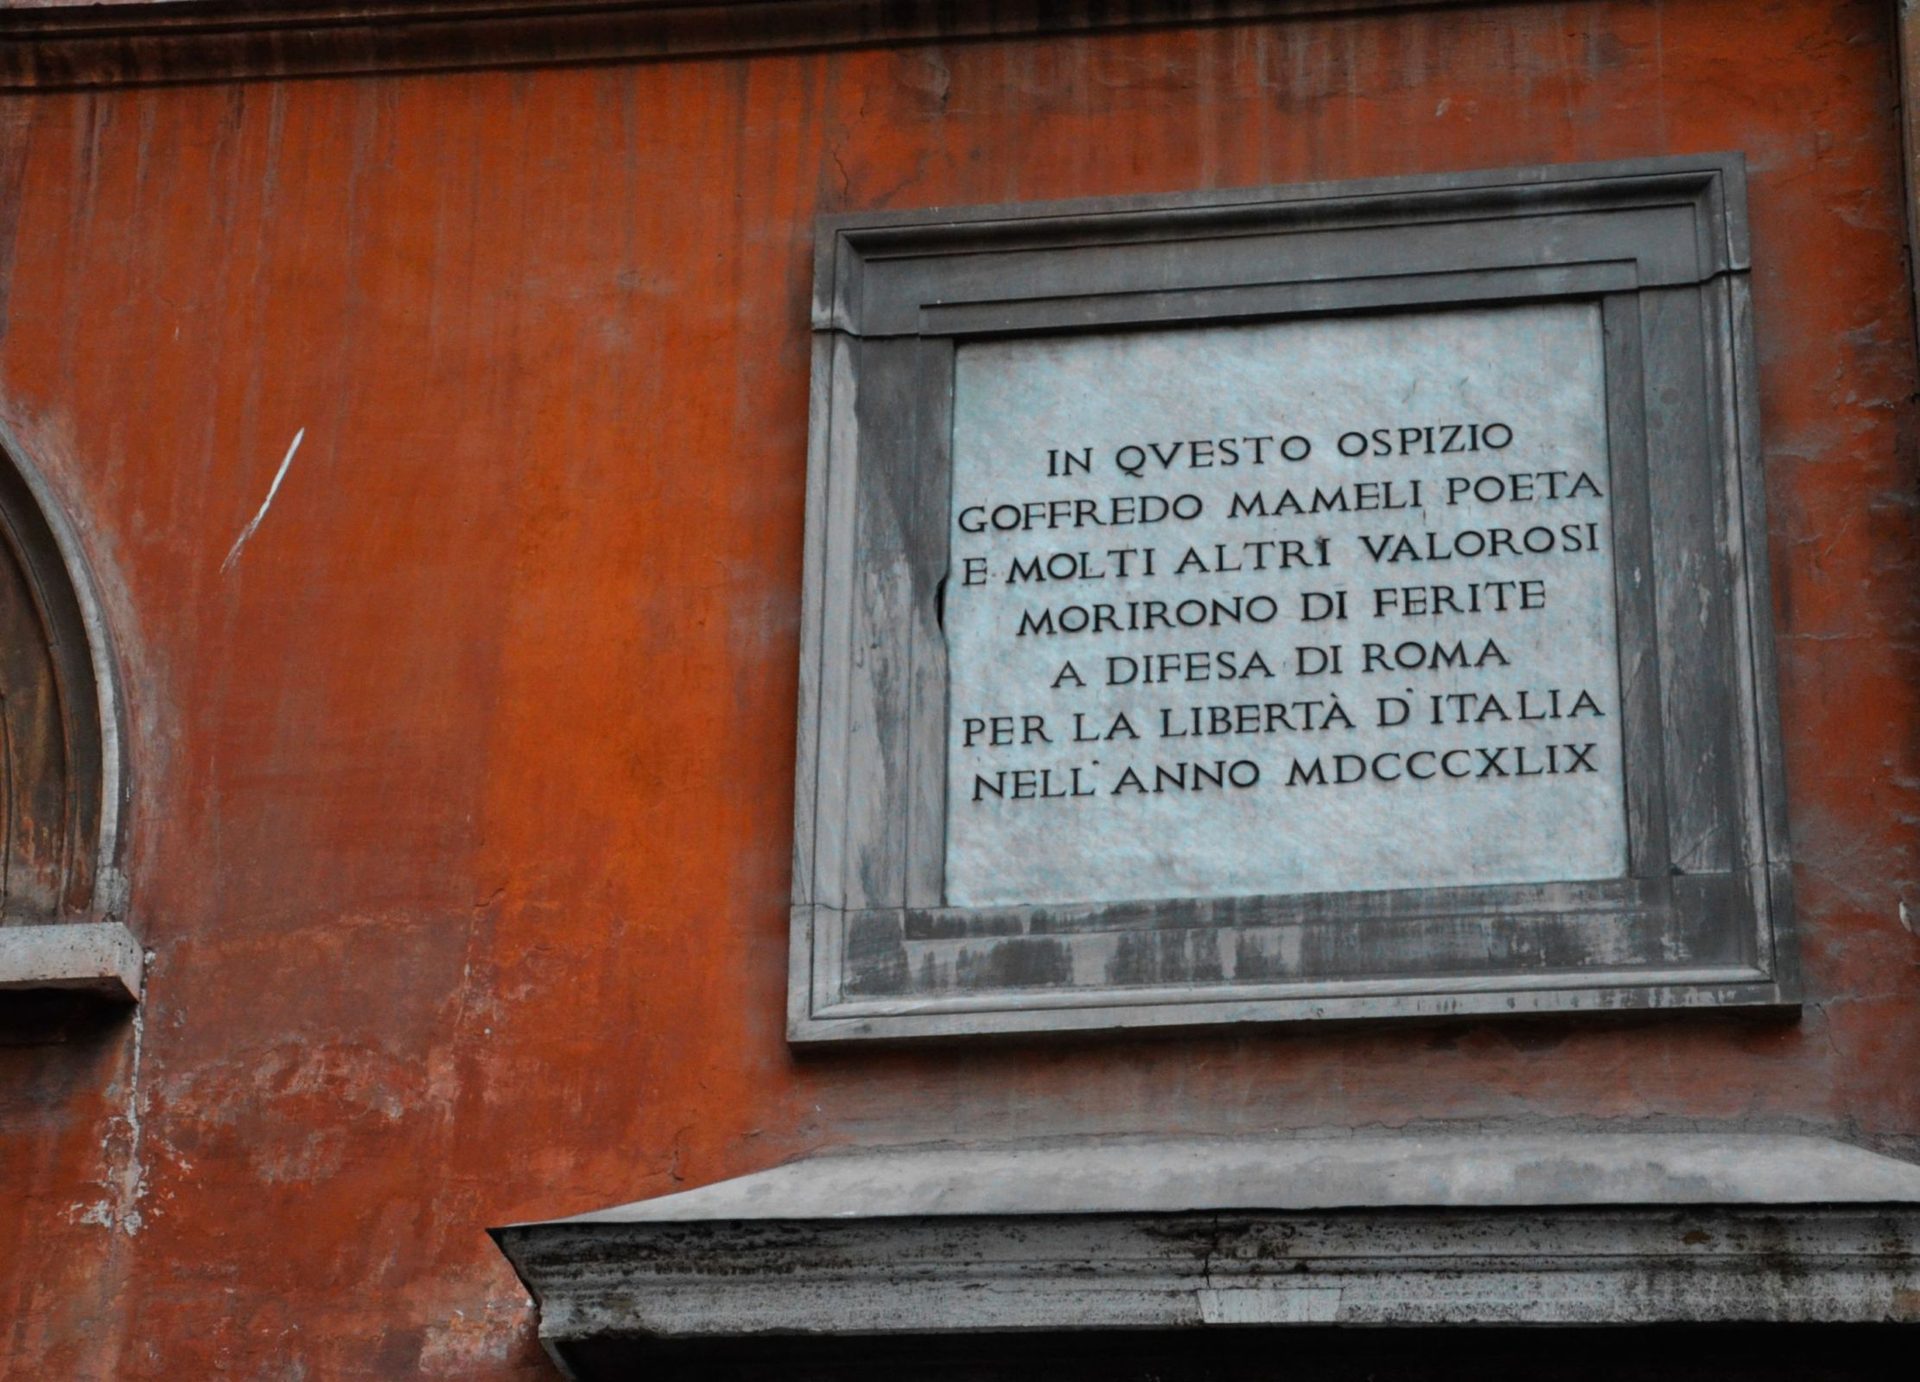 IN QVESTO OSPIZIO
GOFFREDO MAMELI POETA
E MOLTI ALTRI VALOROSI
MORIRONO DI FERITE
A DIFESA DI ROMA
PER LA LIBERTÀ D'ITALIA
NELL'ANNO MDCCCXLIX